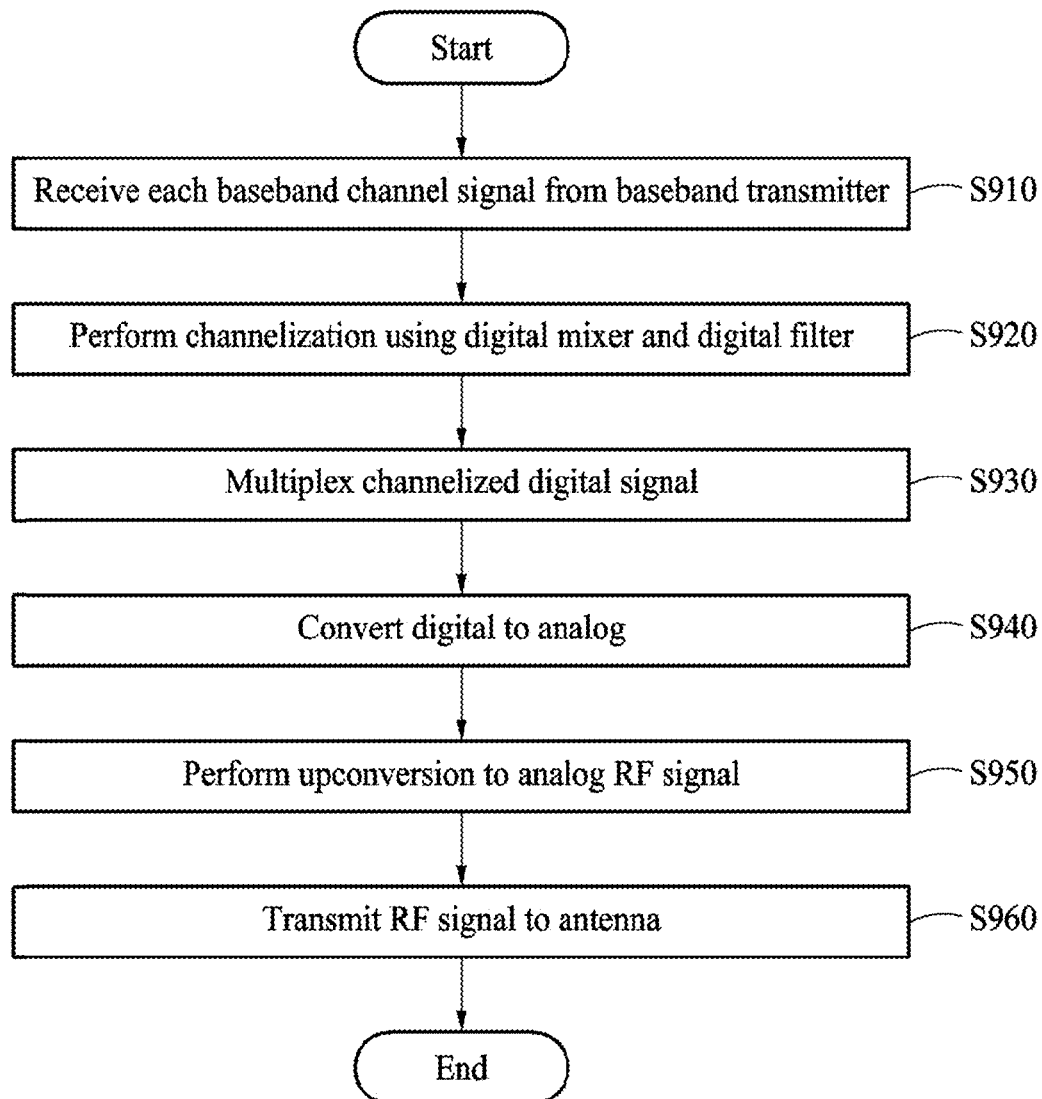 Start
Receive each baseband channel signal from baseband transmitter
S910
Perform channelization using digital mixer and digital filter
S920
Multiplex channelized digital signal
S930
Convert digital to analog
S940
Perform upconversion to analog RF signal
S950
Transmit RF signal to antenna
S960
End